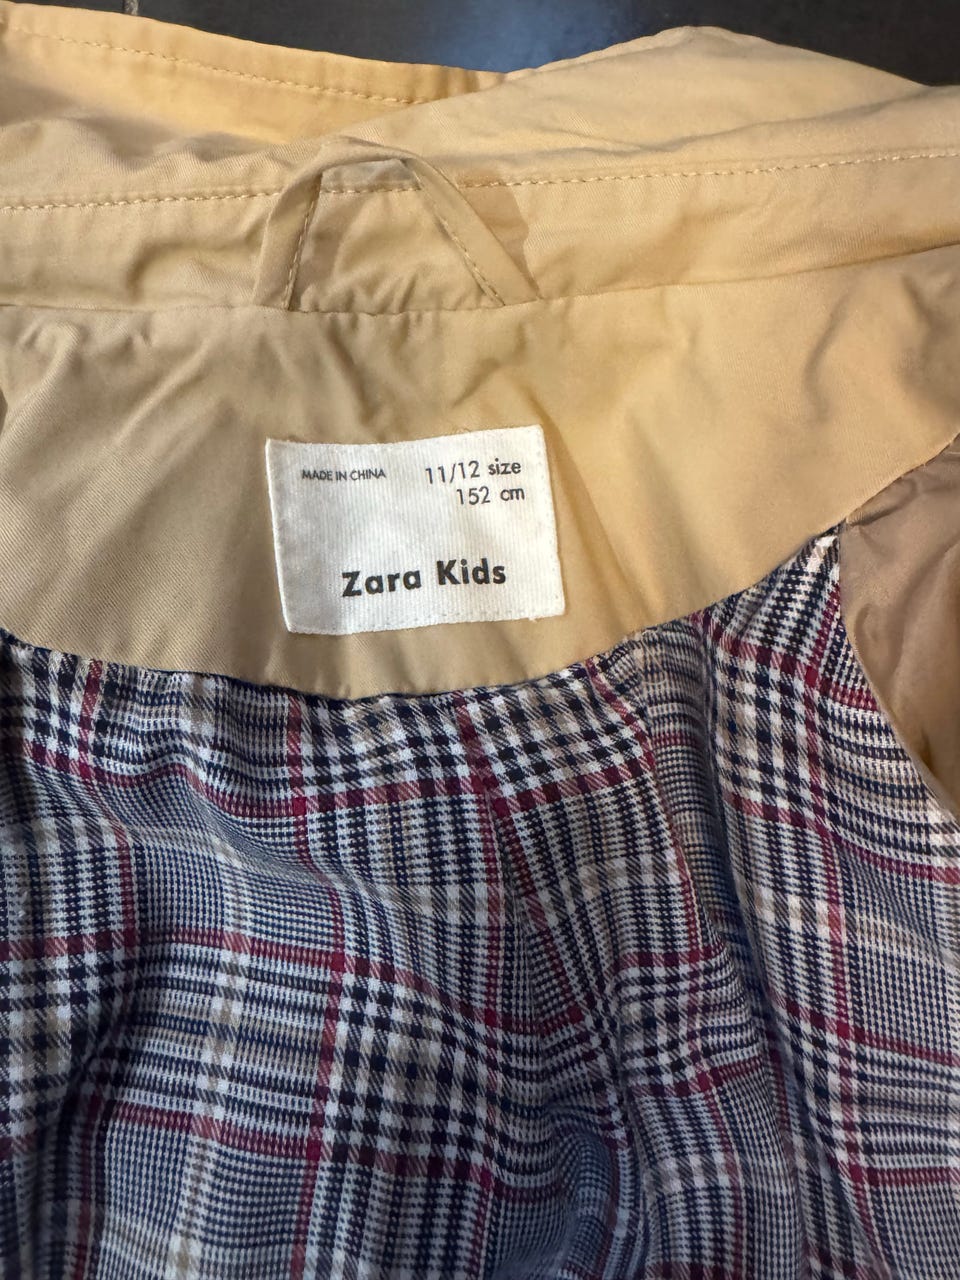 MADE IN CHINA
11/12 size
152 cm
Zara Kids